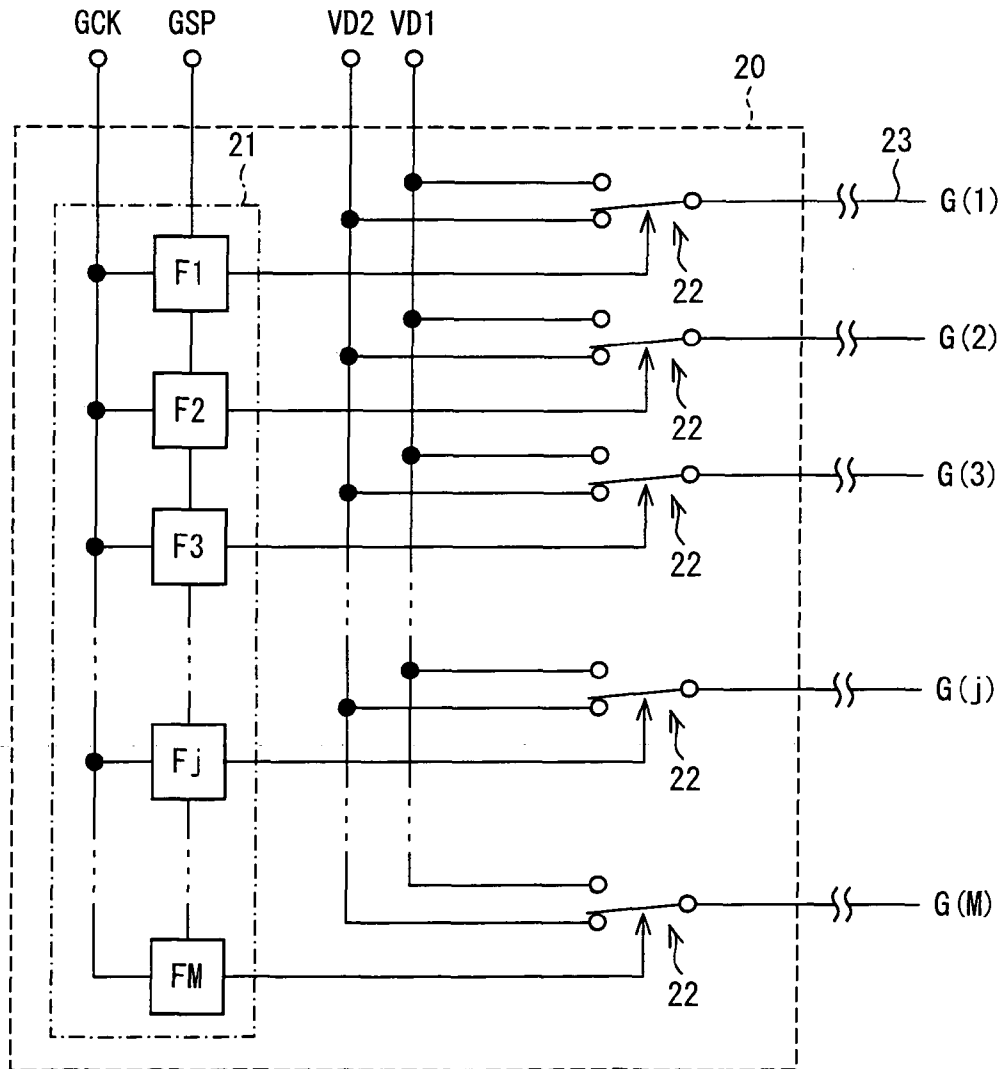 GCK GSP VD2 VD1
20
21
23
G(1)
F1
22
G(2)
F2
22
G(3)
F3
22
G(j)
Fj
22
G(M)
FM
22